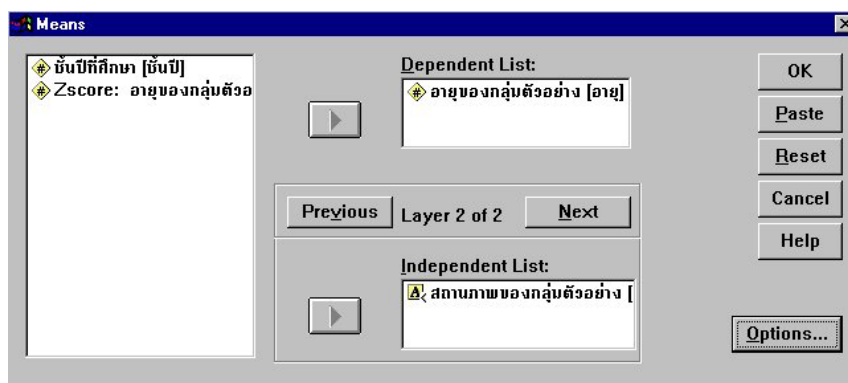 Means
ชั้นปีที่ศึกษา [ชั้นปี]
Zscore: อายุของกลุ่มตัวอ
Dependent List:
อายุของกลุ่มตัวอย่าง [อายุ]
Previous
Layer 2 of 2
Next
Independent List:
สถานภาพของกลุ่มตัวอย่าง [
OK
Paste
Reset
Cancel
Help
Options...